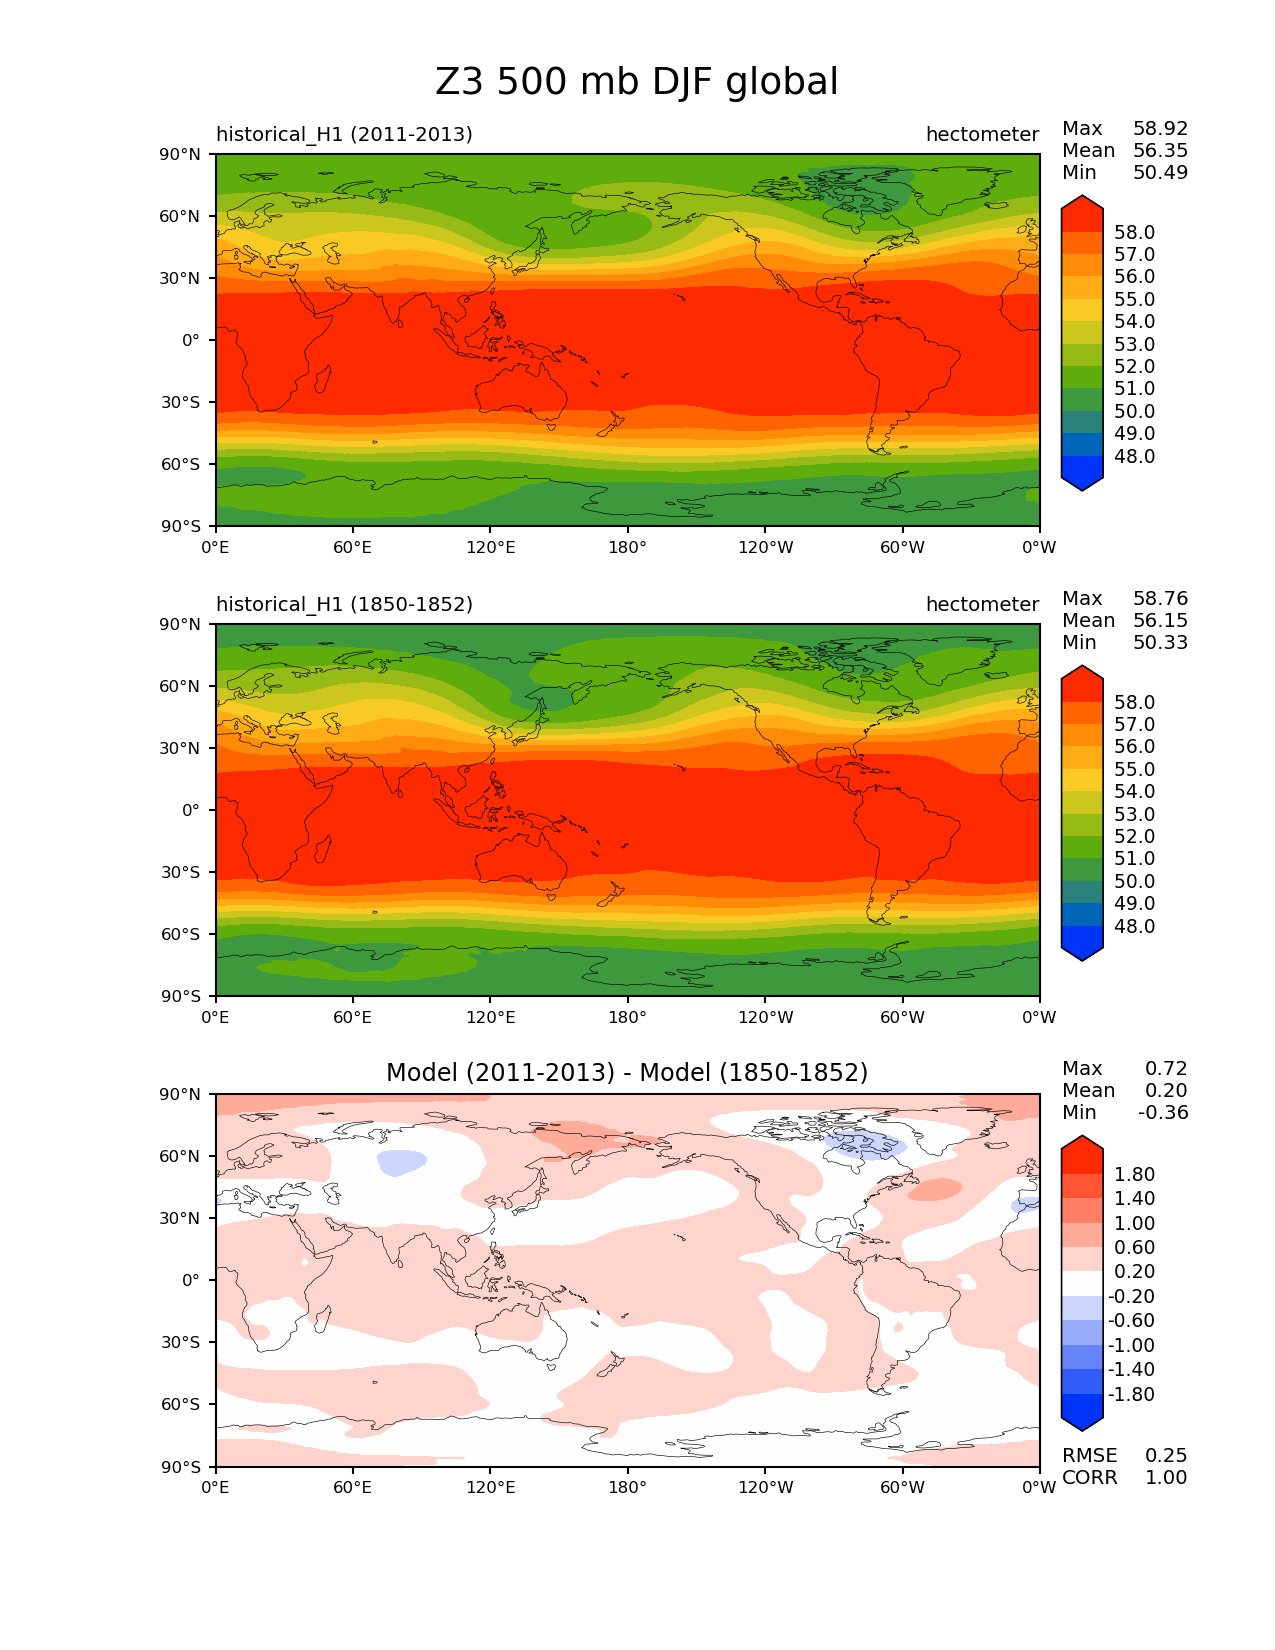 Z3 500 mb DJF global
historical_H1 (2011-2013)
hectometer
Max 58.92
Mean 56.35
Min 50.49
90°N
60°N
30°N
0°
30°S
60°S
90°S
0°E 60°E 120°E 180° 120°W 60°W 0°W
58.0
57.0
56.0
55.0
54.0
53.0
52.0
51.0
50.0
49.0
48.0
historical_H1 (1850-1852)
hectometer
Max 58.76
Mean 56.15
Min 50.33
90°N
60°N
30°N
0°
30°S
60°S
90°S
0°E 60°E 120°E 180° 120°W 60°W 0°W
58.0
57.0
56.0
55.0
54.0
53.0
52.0
51.0
50.0
49.0
48.0
Model (2011-2013) - Model (1850-1852)
Max 0.72
Mean 0.20
Min -0.36
90°N
60°N
30°N
0°
30°S
60°S
90°S
0°E 60°E 120°E 180° 120°W 60°W 0°W
1.80
1.40
1.00
0.60
0.20
-0.20
-0.60
-1.00
-1.40
-1.80
RMSE 0.25
CORR 1.00